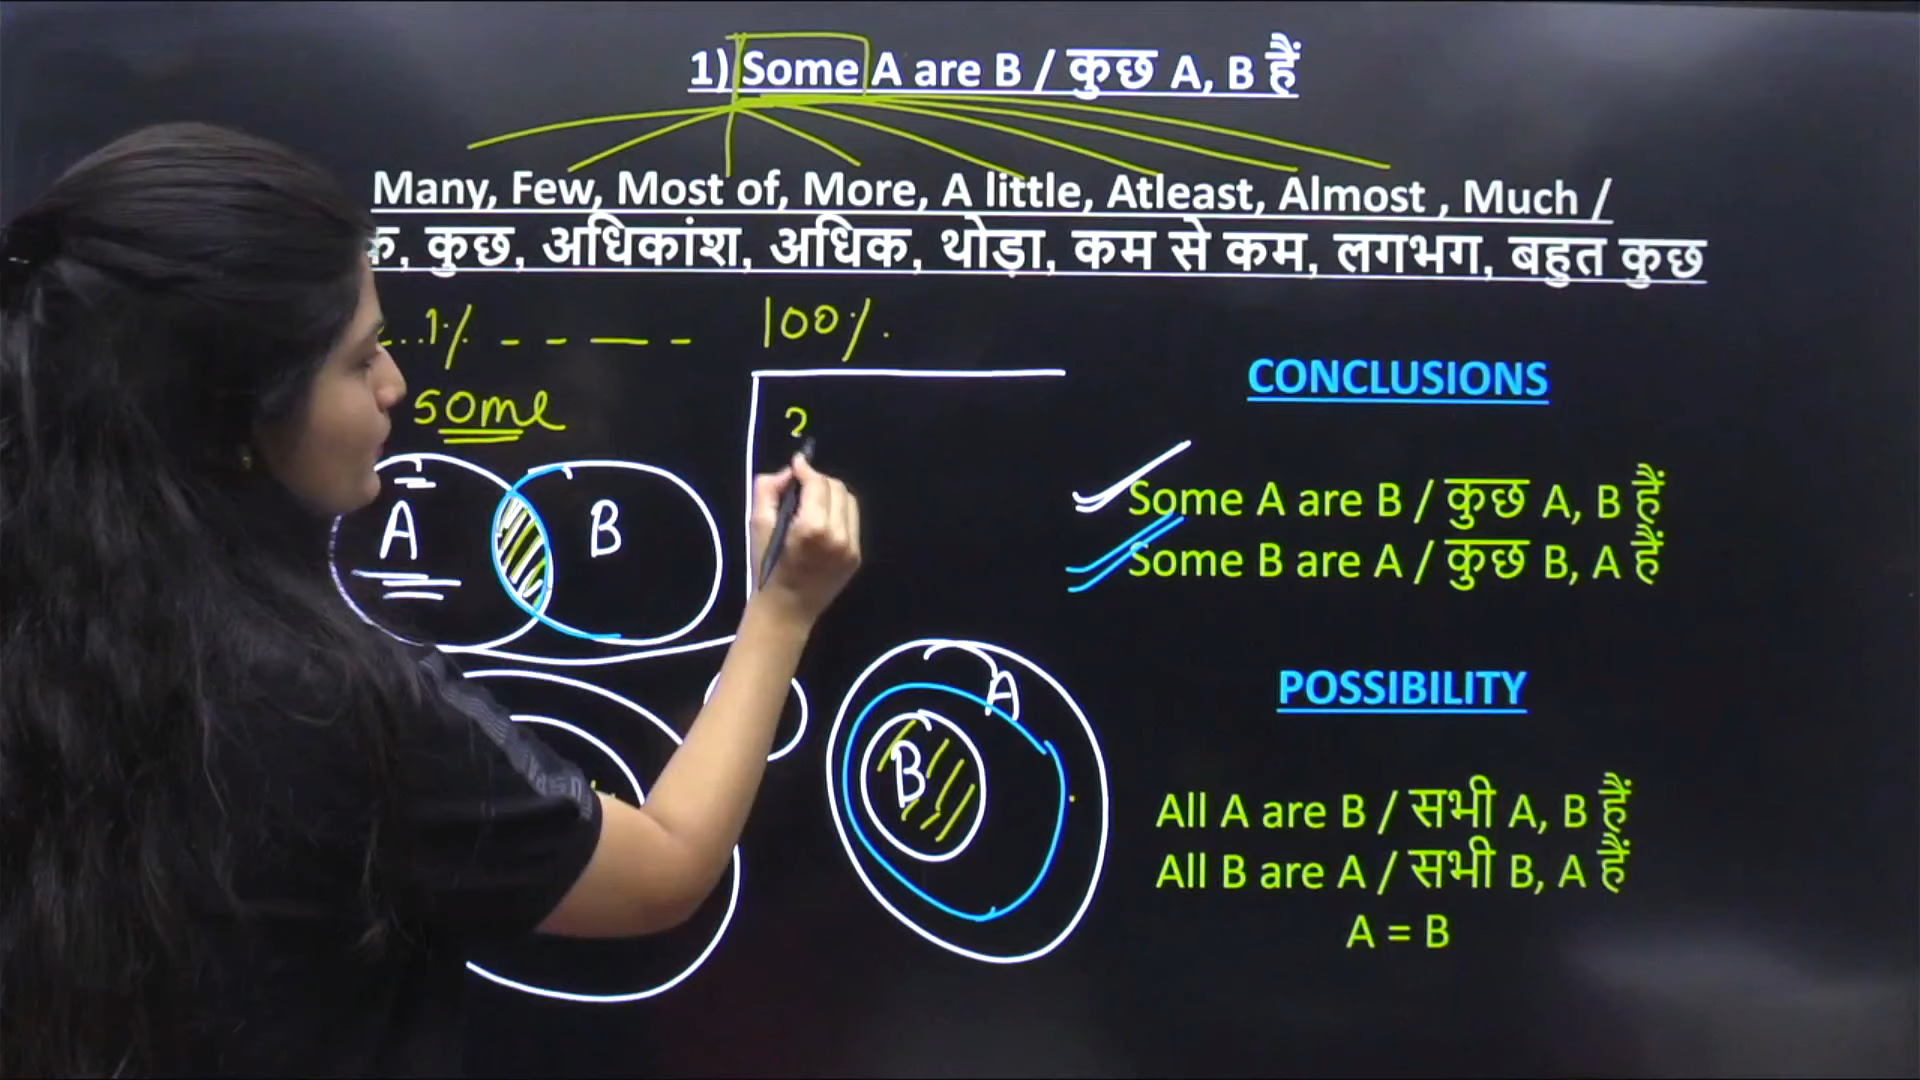 1) Some A are B / कुछ A, B हैं
Many, Few, Most of, More, A little, Atleast, Almost , Much /
क, कुछ, अधिकांश, अधिक, थोड़ा, कम से कम, लगभग, बहुत कुछ
..1% - - — - 100%
some
?
A B
A
B
CONCLUSIONS
Some A are B / कुछ A, B हैं
Some B are A / कुछ B, A हैं
POSSIBILITY
All A are B / सभी A, B हैं
All B are A / सभी B, A हैं
A = B